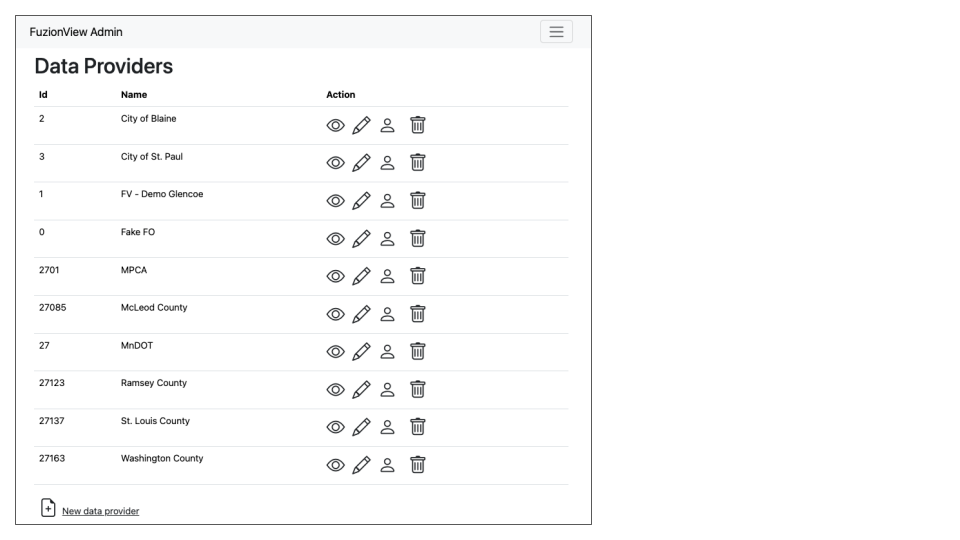 FuzionView Admin
Data Providers
Id Name Action
2 City of Blaine
3 City of St. Paul
1 FV - Demo Glencoe
0 Fake FO
2701 MPCA
27085 McLeod County
27 MnDOT
27123 Ramsey County
27137 St. Louis County
27163 Washington County
New data provider